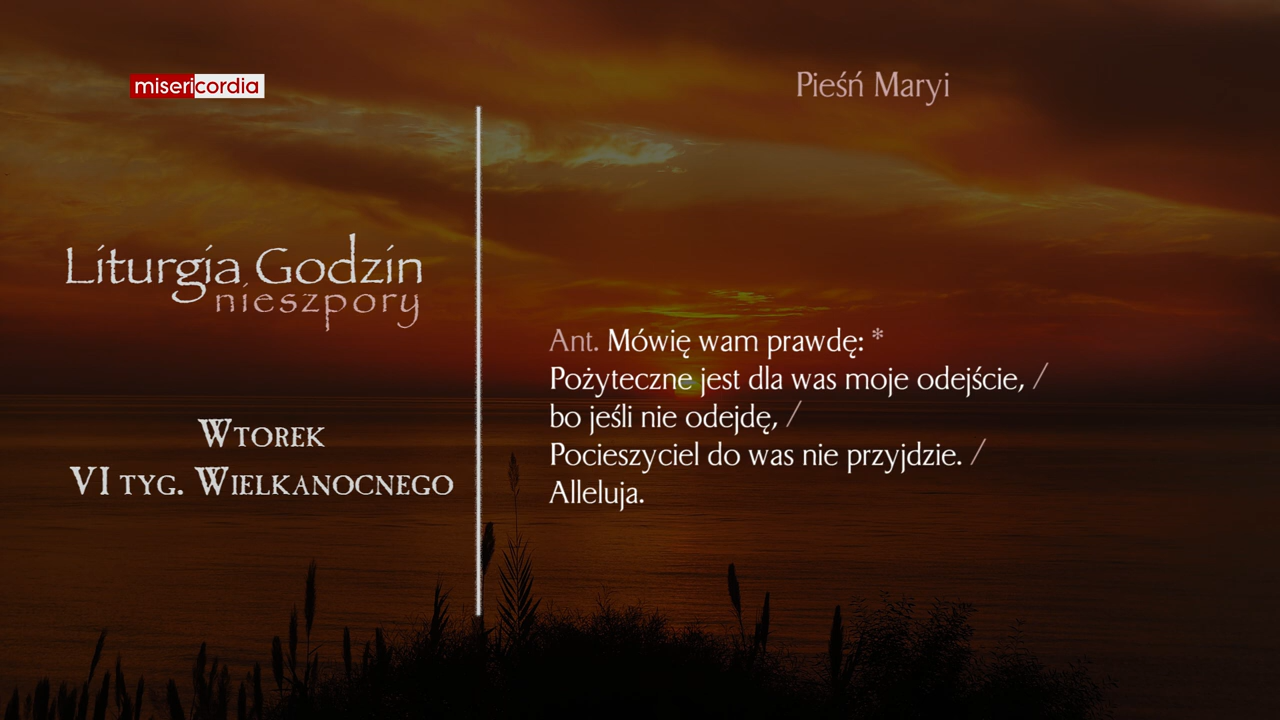 misericordia
Pieśń Maryi
Liturgia Godzin
nieszpory
Wtorek
VI tyg. Wielkanocnego
Ant. Mówię wam prawdę: *
Pożyteczne jest dla was moje odejście, /
bo jeśli nie odejdę, /
Pocieszyciel do was nie przyjdzie. /
Alleluja.